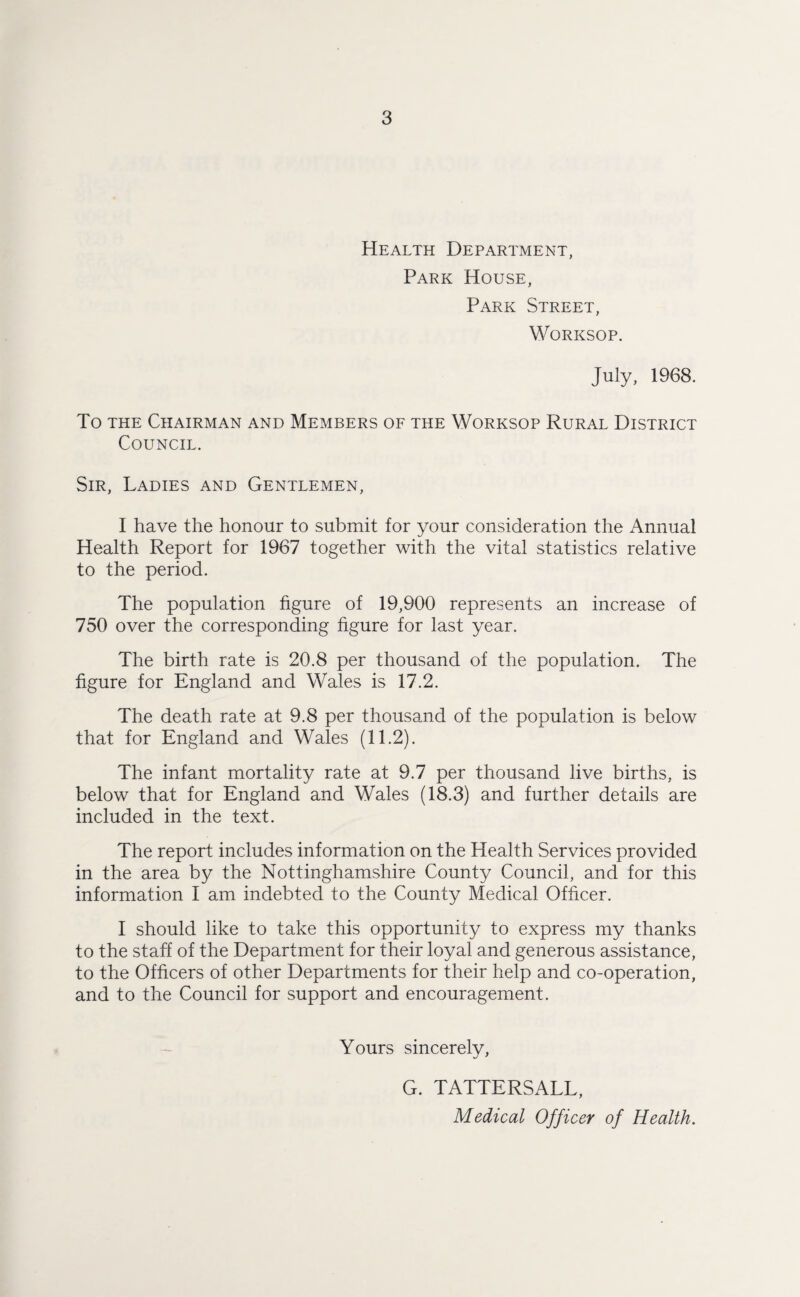 3
Health Department,
Park House,
Park Street,
Worksop.
July, 1968.
To the Chairman and Members of the Worksop Rural District
Council.
Sir, Ladies and Gentlemen,
I have the honour to submit for your consideration the Annual
Health Report for 1967 together with the vital statistics relative
to the period.
The population figure of 19,900 represents an increase of
750 over the corresponding figure for last year.
The birth rate is 20.8 per thousand of the population. The
figure for England and Wales is 17.2.
The death rate at 9.8 per thousand of the population is below
that for England and Wales (11.2).
The infant mortality rate at 9.7 per thousand live births, is
below that for England and Wales (18.3) and further details are
included in the text.
The report includes information on the Health Services provided
in the area by the Nottinghamshire County Council, and for this
information I am indebted to the County Medical Officer.
I should like to take this opportunity to express my thanks
to the staff of the Department for their loyal and generous assistance,
to the Officers of other Departments for their help and co-operation,
and to the Council for support and encouragement.
Yours sincerely,
G. TATTERSALL,
Medical Officer of Health.